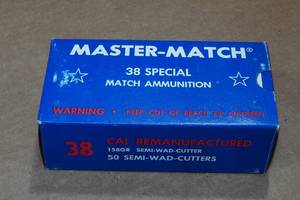 MASTER-MATCH®
38 SPECIAL
MATCH AMMUNITION
WARNING • KEEP OUT OF REACH OF CHILDREN
38 CAL. REMANUFACTURED
158GR SEMI-WAD-CUTTER
50 SEMI-WAD-CUTTERS